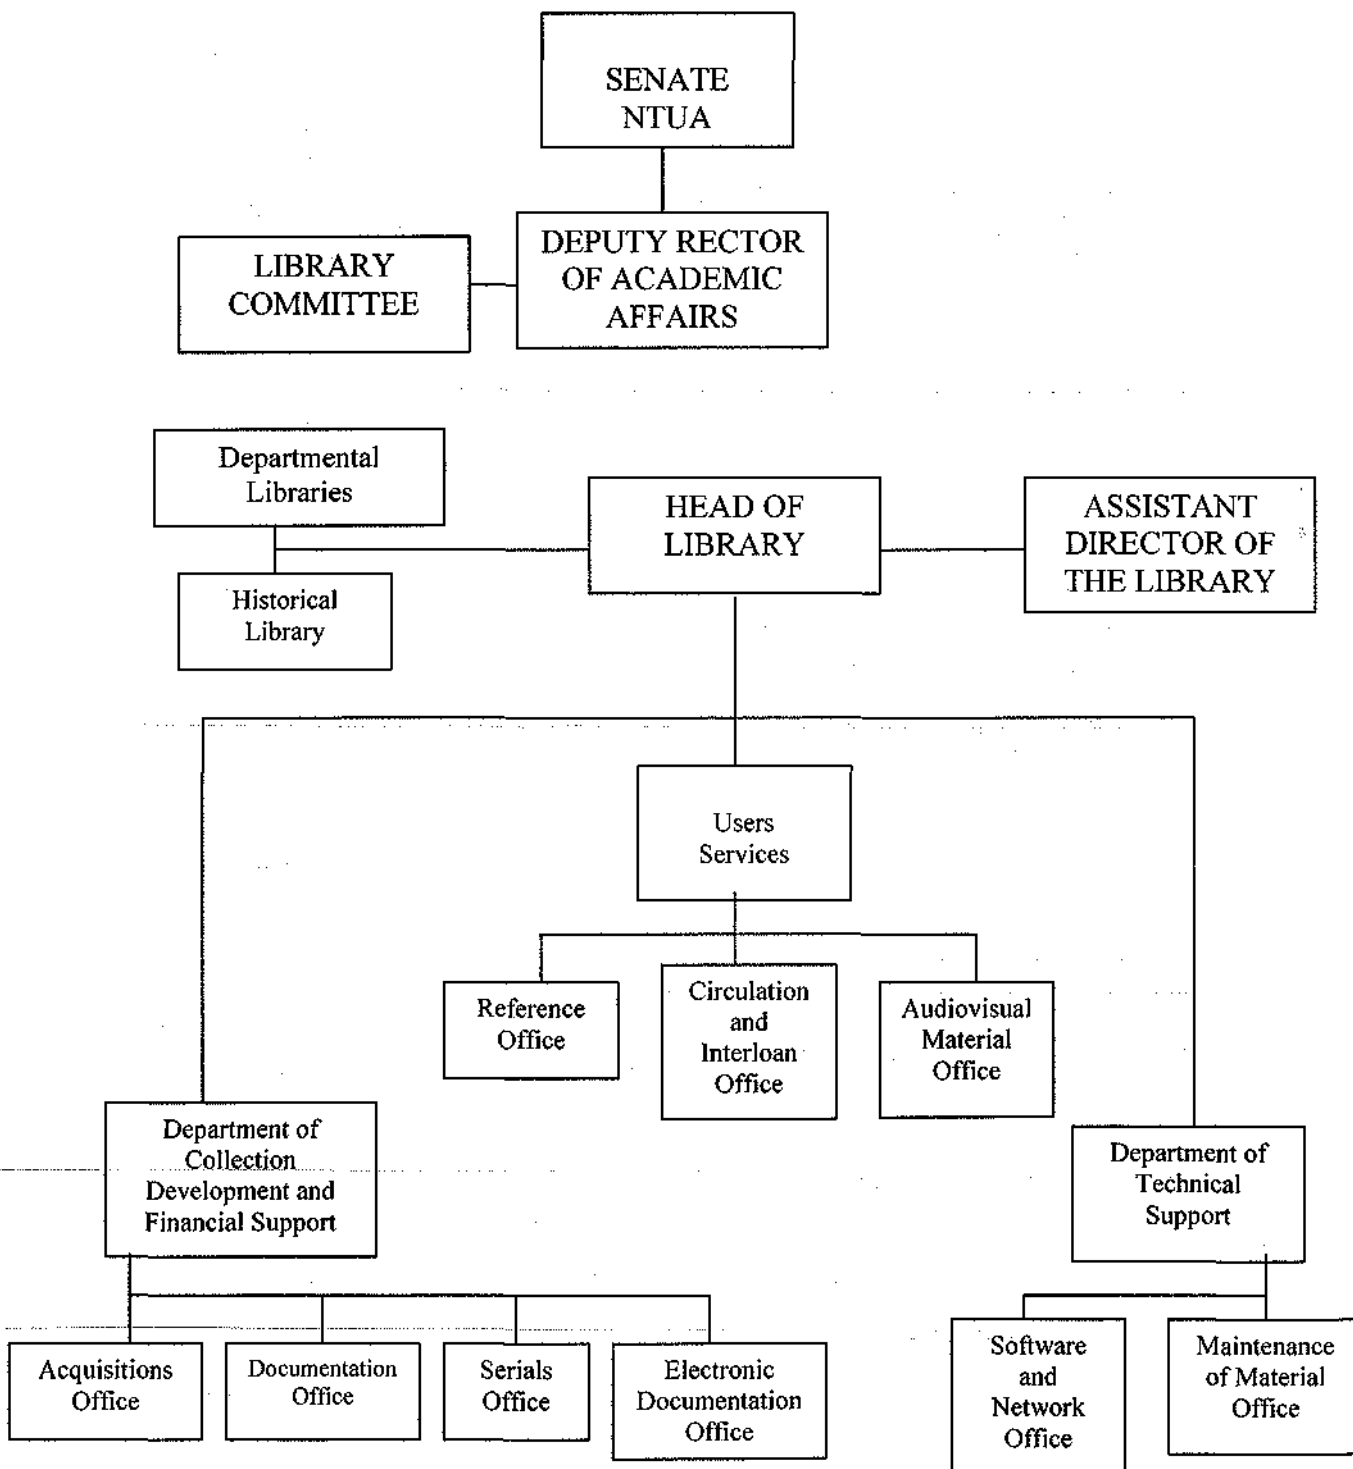 SENATE
NTUA
LIBRARY
COMMITTEE
DEPUTY RECTOR
OF ACADEMIC
AFFAIRS
Departmental
Libraries
HEAD OF
LIBRARY
ASSISTANT
DIRECTOR OF
THE LIBRARY
Historical
Library
Users
Services
Reference
Office
Circulation
and
Interloan
Office
Audiovisual
Material
Office
Department of
Collection
Development and
Financial Support
Department of
Technical
Support
Acquisitions
Office
Documentation
Office
Serials
Office
Electronic
Documentation
Office
Software
and
Network
Office
Maintenance
of Material
Office